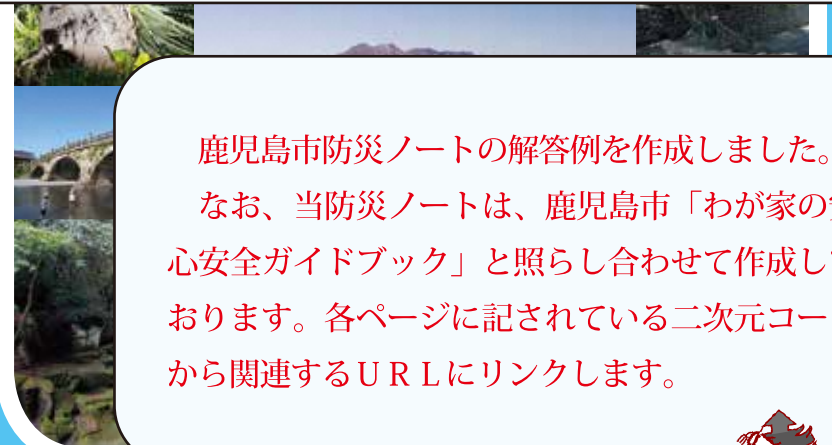 鹿児島市防災ノートの解答例を作成しました。
なお、当防災ノートは、鹿児島市「わが家の
心安全ガイドブック」と照らし合わせて作成し
おります。各ページに記されている二次元コー
から関連するＵＲＬにリンクします。